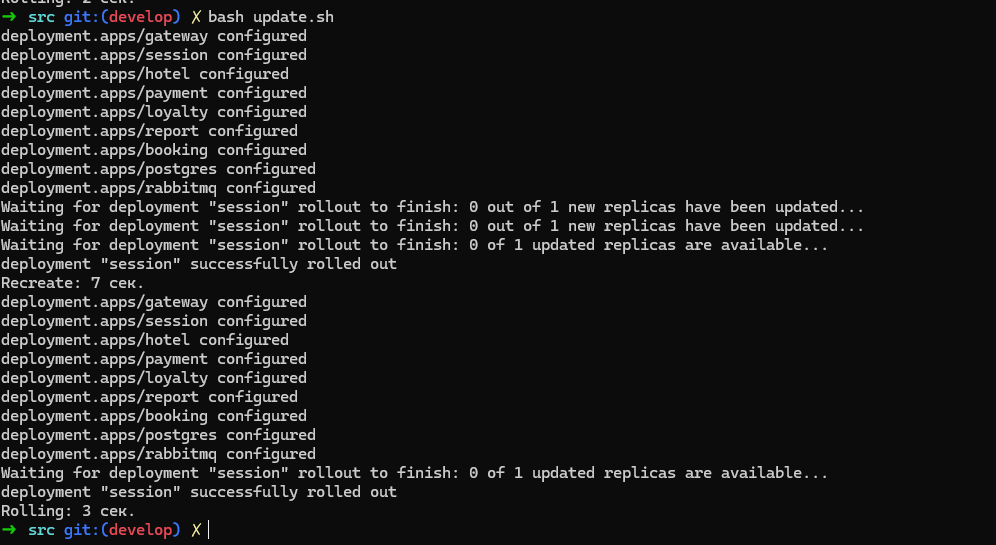 Rolling: 2 сек.
→ src git:(develop) ✗ bash update.sh
deployment.apps/gateway configured
deployment.apps/session configured
deployment.apps/hotel configured
deployment.apps/payment configured
deployment.apps/loyalty configured
deployment.apps/report configured
deployment.apps/booking configured
deployment.apps/postgres configured
deployment.apps/rabbitmq configured
Waiting for deployment "session" rollout to finish: 0 out of 1 new replicas have been updated...
Waiting for deployment "session" rollout to finish: 0 out of 1 new replicas have been updated...
Waiting for deployment "session" rollout to finish: 0 of 1 updated replicas are available...
deployment "session" successfully rolled out
Recreate: 7 сек.
deployment.apps/gateway configured
deployment.apps/session configured
deployment.apps/hotel configured
deployment.apps/payment configured
deployment.apps/loyalty configured
deployment.apps/report configured
deployment.apps/booking configured
deployment.apps/postgres configured
deployment.apps/rabbitmq configured
Waiting for deployment "session" rollout to finish: 0 of 1 updated replicas are available...
deployment "session" successfully rolled out
Rolling: 3 сек.
→ src git:(develop) ✗